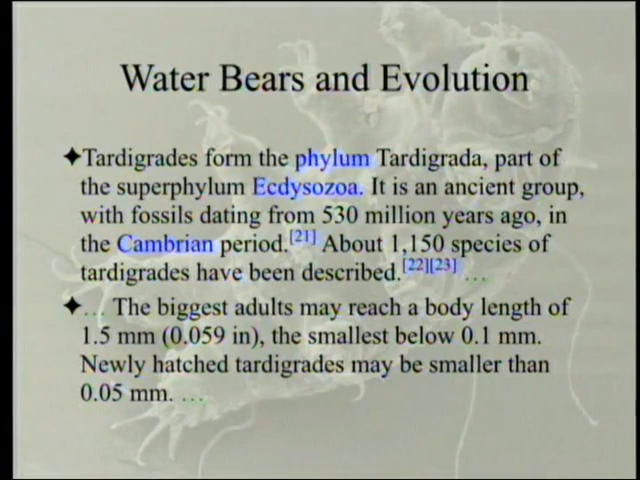 Water Bears and Evolution
✦Tardigrades form the phylum Tardigrada, part of
the superphylum Ecdysozoa. It is an ancient group,
with fossils dating from 530 million years ago, in
the Cambrian period.[21] About 1,150 species of
tardigrades have been described.[22][23] …
✦… The biggest adults may reach a body length of
1.5 mm (0.059 in), the smallest below 0.1 mm.
Newly hatched tardigrades may be smaller than
0.05 mm. …